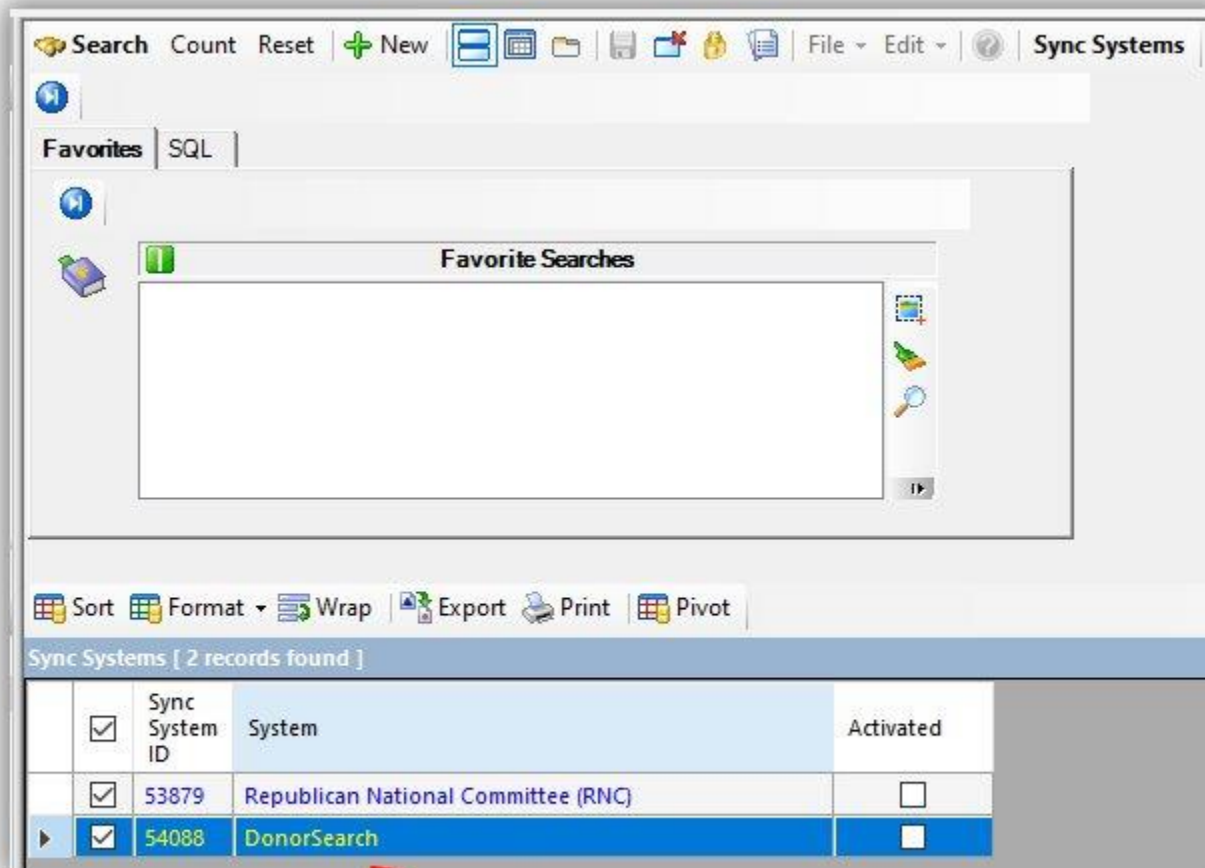 Search Count Reset New File Edit Sync Systems
Favorites SQL
Favorite Searches
Sort Format Wrap Export Print Pivot
Sync Systems [ 2 records found ]
Sync System ID System Activated
53879 Republican National Committee (RNC)
54088 DonorSearch